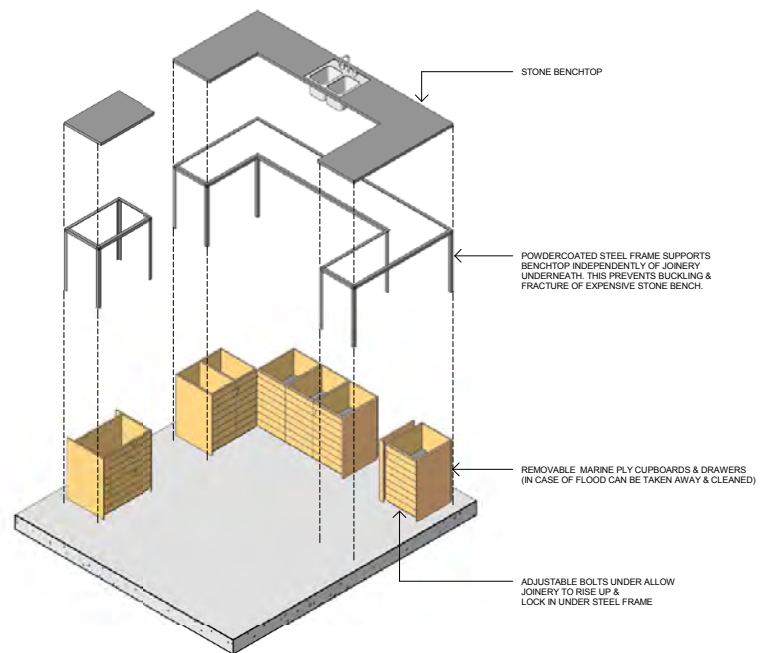 STONE BENCHTOP
POWDERCOATED STEEL FRAME SUPPORTS
BENCHTOP INDEPENDENTLY OF JOINERY
UNDERNEATH. THIS PREVENTS BUCKLING &
FRACTURE OF EXPENSIVE STONE BENCH.
REMOVABLE MARINE PLY CUPBOARDS & DRAWERS
(IN CASE OF FLOOD CAN BE TAKEN AWAY & CLEANED)
ADJUSTABLE BOLTS UNDER ALLOW
JOINERY TO RISE UP &
LOCK IN UNDER STEEL FRAME